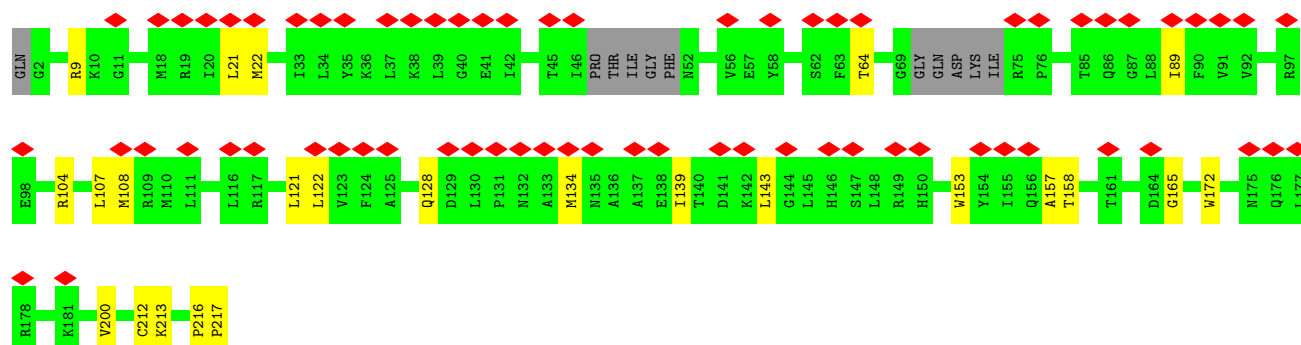 GLN G2 R9 K10 G11 M18 R19 I20 L21 M22 I33 L34 Y35 K36 L37 K38 L39 G40 E41 I42 T45 I46 PRO THR ILE GLY PHE N52 V56 E57 Y58 S62 F63 T64 G69 GLY GLN ASP LYS ILE R75 P76 T85 Q86 G87 L88 I89 F90 V91 V92 R97
E98 R104 L107 M108 R109 M110 L111 L116 R117 L121 L122 V123 F124 A125 Q128 D129 L130 P131 N132 A133 M134 N135 A136 A137 E138 I139 T140 D141 K142 L143 G144 L145 H146 S147 L148 R149 H150 W153 Y154 I155 Q156 A157 T158 T161 D164 G165 W172 N175 Q176 L177
R178 K181 V200 C212 K213 P216 P217